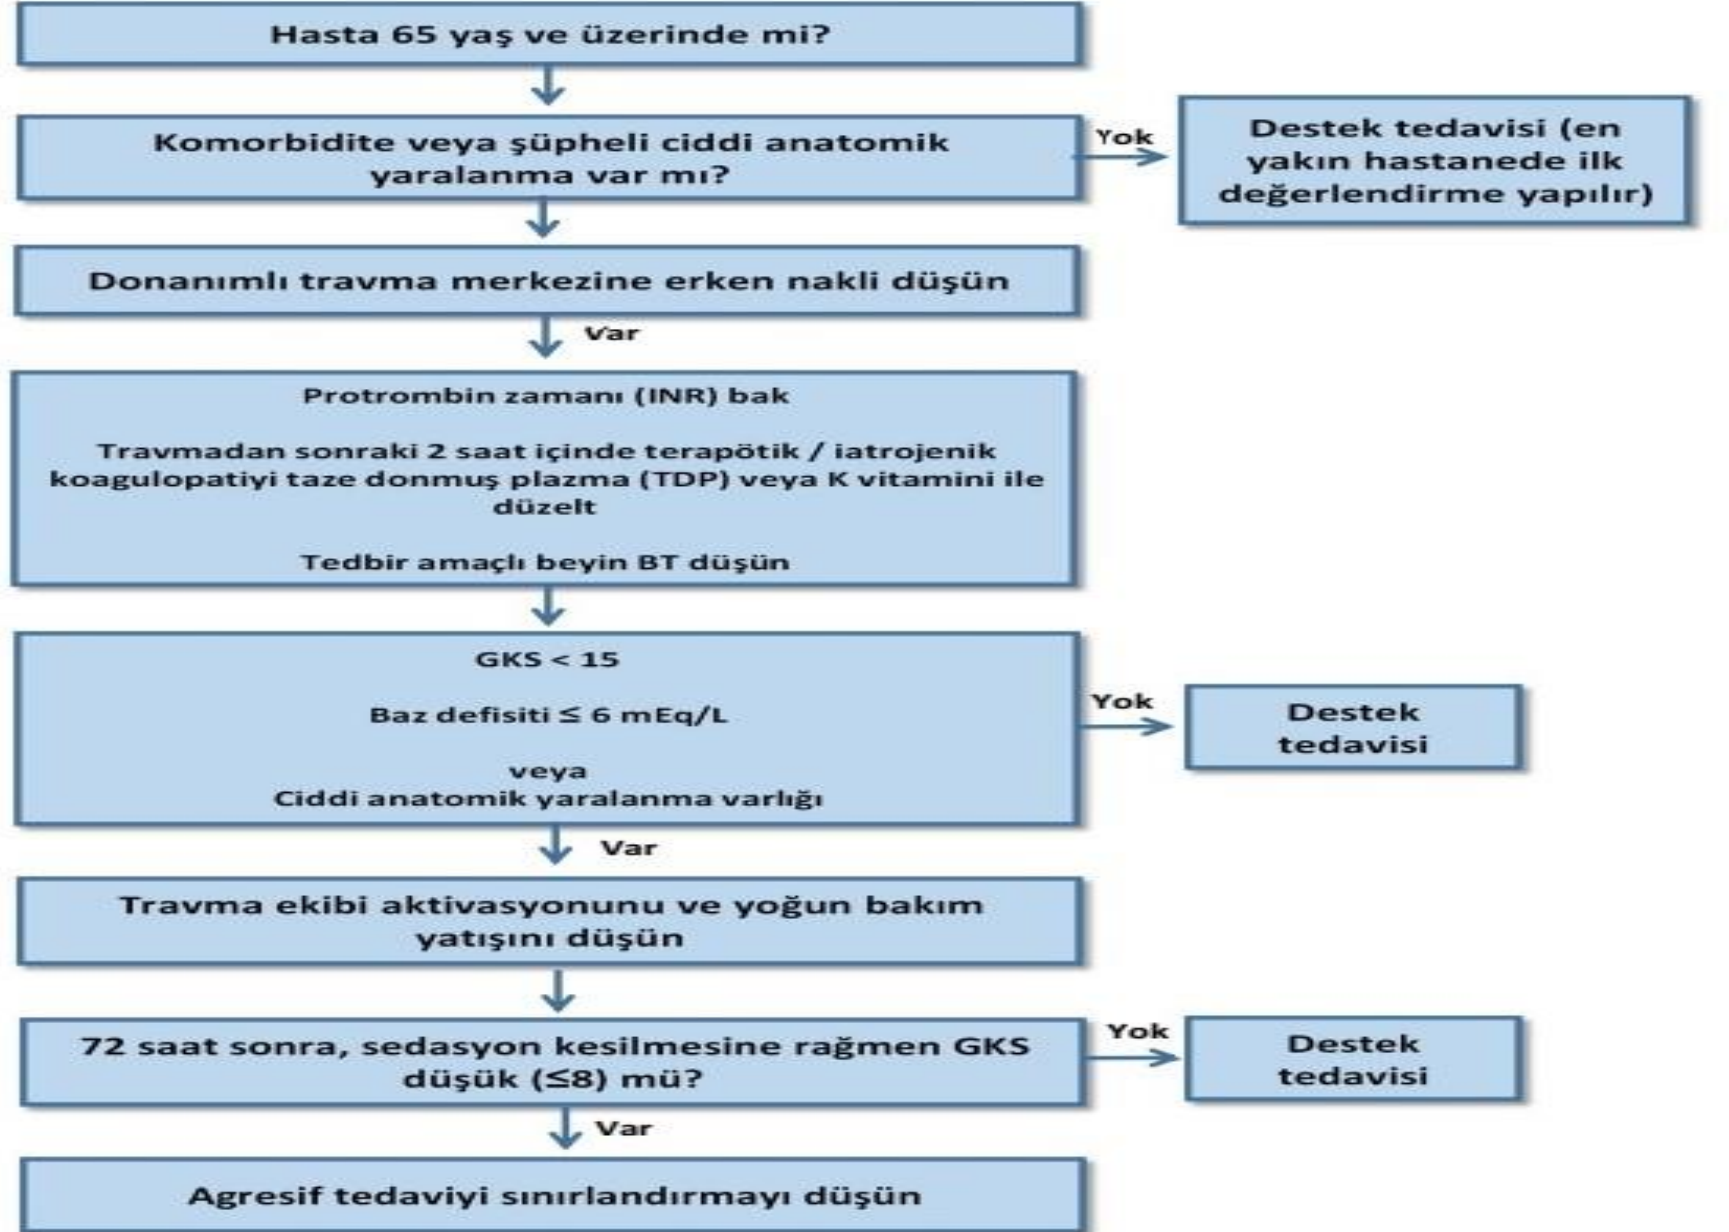 Hasta 65 yaş ve üzerinde mi?
Komorbidite veya şüpheli ciddi anatomik
yaralanma var mı?
Yok
Destek tedavisi (en
yakın hastanede ilk
değerlendirme yapılır)
Donanımlı travma merkezine erken nakli düşün
Var
Protrombin zamanı (INR) bak
Travmadan sonraki 2 saat içinde terapötik / iatrojenik
koagulopatiyi taze donmuş plazma (TDP) veya K vitamini ile
düzelt
Tedbir amaçlı beyin BT düşün
GKS < 15
Baz defisiti ≤ 6 mEq/L
veya
Ciddi anatomik yaralanma varlığı
Yok
Destek
tedavisi
Var
Travma ekibi aktivasyonunu ve yoğun bakım
yatışını düşün
72 saat sonra, sedasyon kesilmesine rağmen GKS
düşük (≤8) mü?
Yok
Destek
tedavisi
Var
Agresif tedaviyi sınırlandırmayı düşün